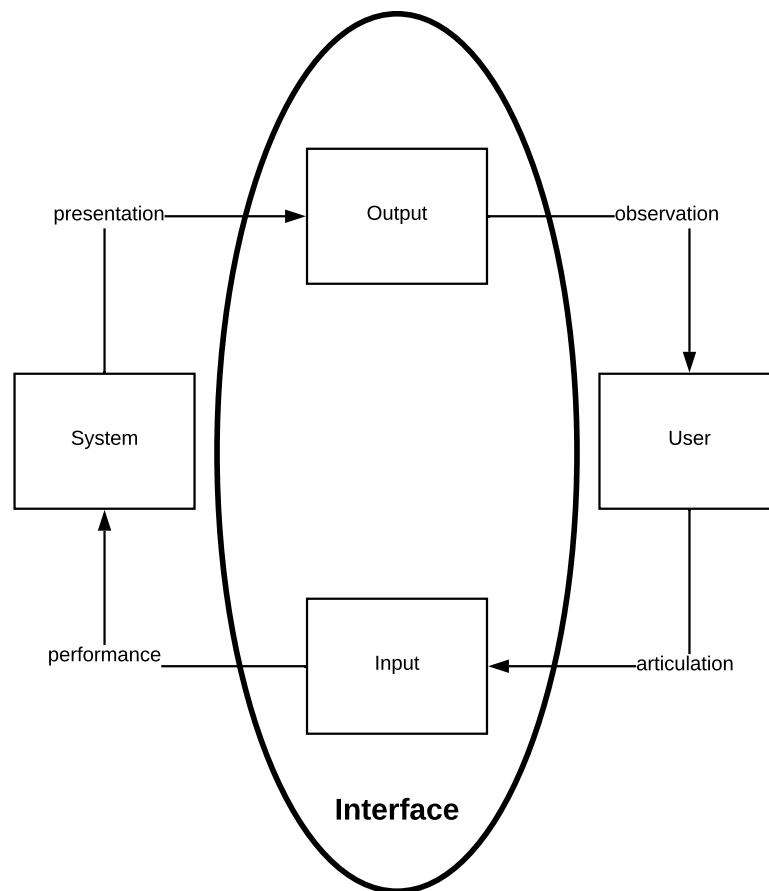 Output
presentation
observation
System
User
performance
Input
articulation
Interface